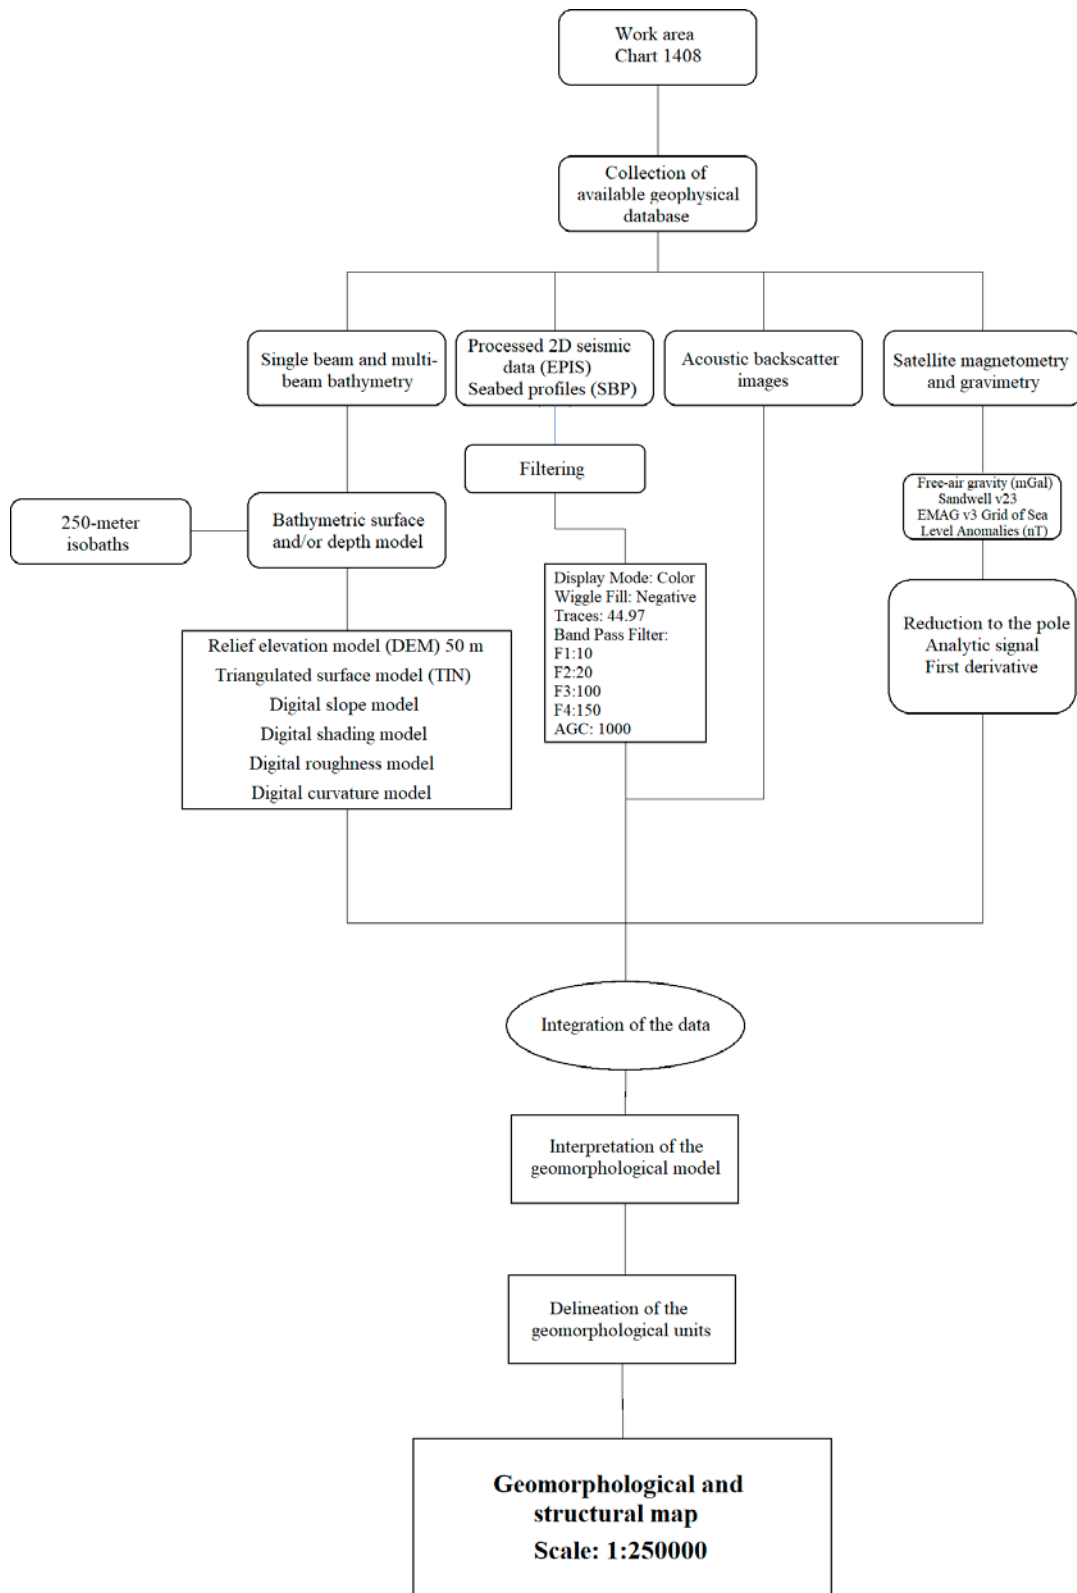 Work area
Chart 1408
Collection of
available geophysical
database
Single beam and multi-
beam bathymetry
Processed 2D seismic
data (EPIS)
Seabed profiles (SBP)
Acoustic backscatter
images
Satellite magnetometry
and gravimetry
Filtering
Free-air gravity (mGal)
Sandwell v23
EMAG v3 Grid of Sea
Level Anomalies (nT)
250-meter
isobaths
Bathymetric surface
and/or depth model
Display Mode: Color
Wiggle Fill: Negative
Traces: 44.97
Band Pass Filter:
F1:10
F2:20
F3:100
F4:150
AGC: 1000
Reduction to the pole
Analytic signal
First derivative
Relief elevation model (DEM) 50 m
Triangulated surface model (TIN)
Digital slope model
Digital shading model
Digital roughness model
Digital curvature model
Integration of the data
Interpretation of the
geomorphological model
Delineation of the
geomorphological units
Geomorphological and
structural map
Scale: 1:250000